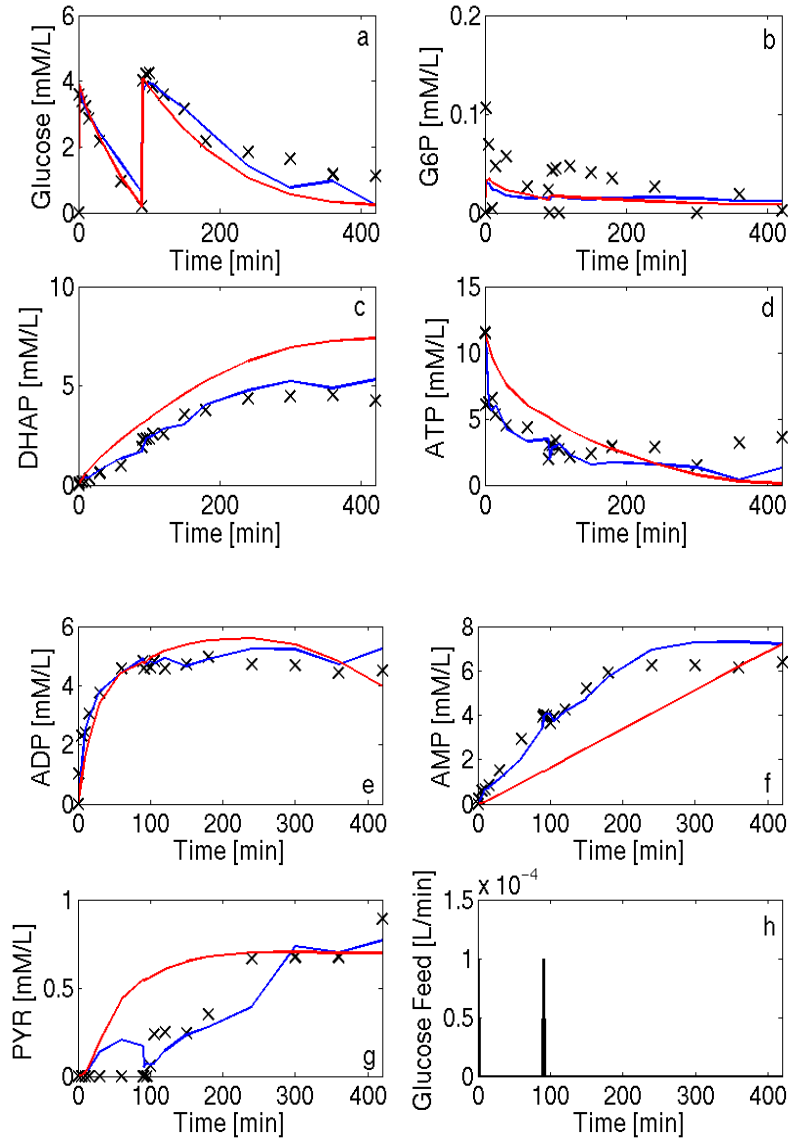 a
Glucose [mM/L]
6
4
2
0
0 200 400
Time [min]
b
G6P [mM/L]
0.2
0.1
0
0 200 400
Time [min]
c
DHAP [mM/L]
10
5
0
0 200 400
Time [min]
d
ATP [mM/L]
15
10
5
0
0 200 400
Time [min]
e
ADP [mM/L]
6
4
2
0
0 100 200 300 400
Time [min]
f
AMP [mM/L]
8
6
4
2
0
0 100 200 300 400
Time [min]
g
PYR [mM/L]
1
0.5
0
0 100 200 300 400
Time [min]
h
Glucose Feed [L/min]
x 10⁻⁴
1.5
1
0.5
0
0 100 200 300 400
Time [min]